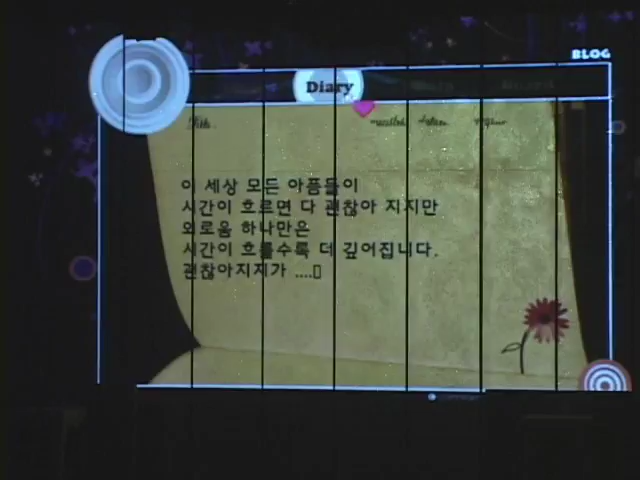 BLOG
Diary
이 세상 모든 아픔들이
시간이 흐르면 다 괜찮아 지지만
외로움 하나만은
시간이 흐를수록 더 깊어집니다.
괜찮아지지가 ....▯